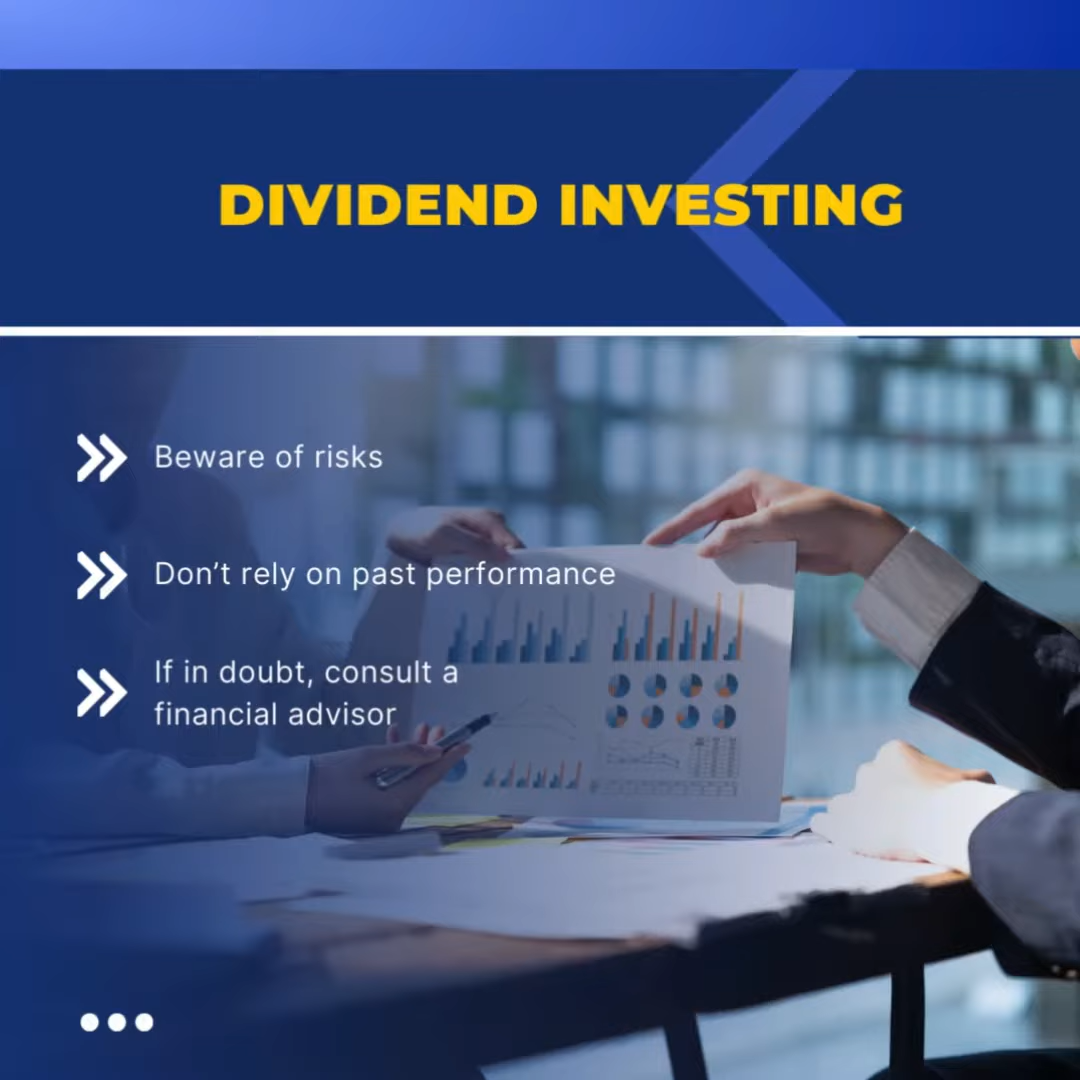 DIVIDEND INVESTING
Beware of risks
Don’t rely on past performance
If in doubt, consult a
financial advisor